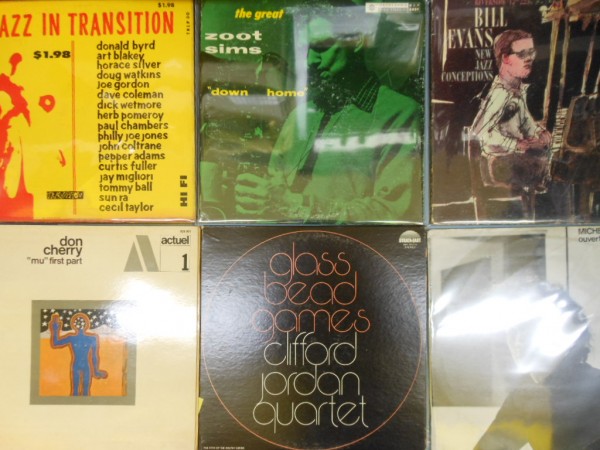 JAZZ IN TRANSITION
$1.98
$1.98
donald byrd
art blakey
horace silver
doug watkins
joe gordon
dave coleman
dick wetmore
herb pomeroy
paul chambers
philly joe jones
john coltrane
pepper adams
curtis fuller
jay migliori
tommy ball
sun ra
cecil taylor
HI FI
the great
zoot
sims
"down home"
BILL
EVANS
NEW
JAZZ
CONCEPTIONS
don
cherry
"mu" first part
actuel
1
glass
bead
games
clifford
jordan
quartet
MICHE
ouvert